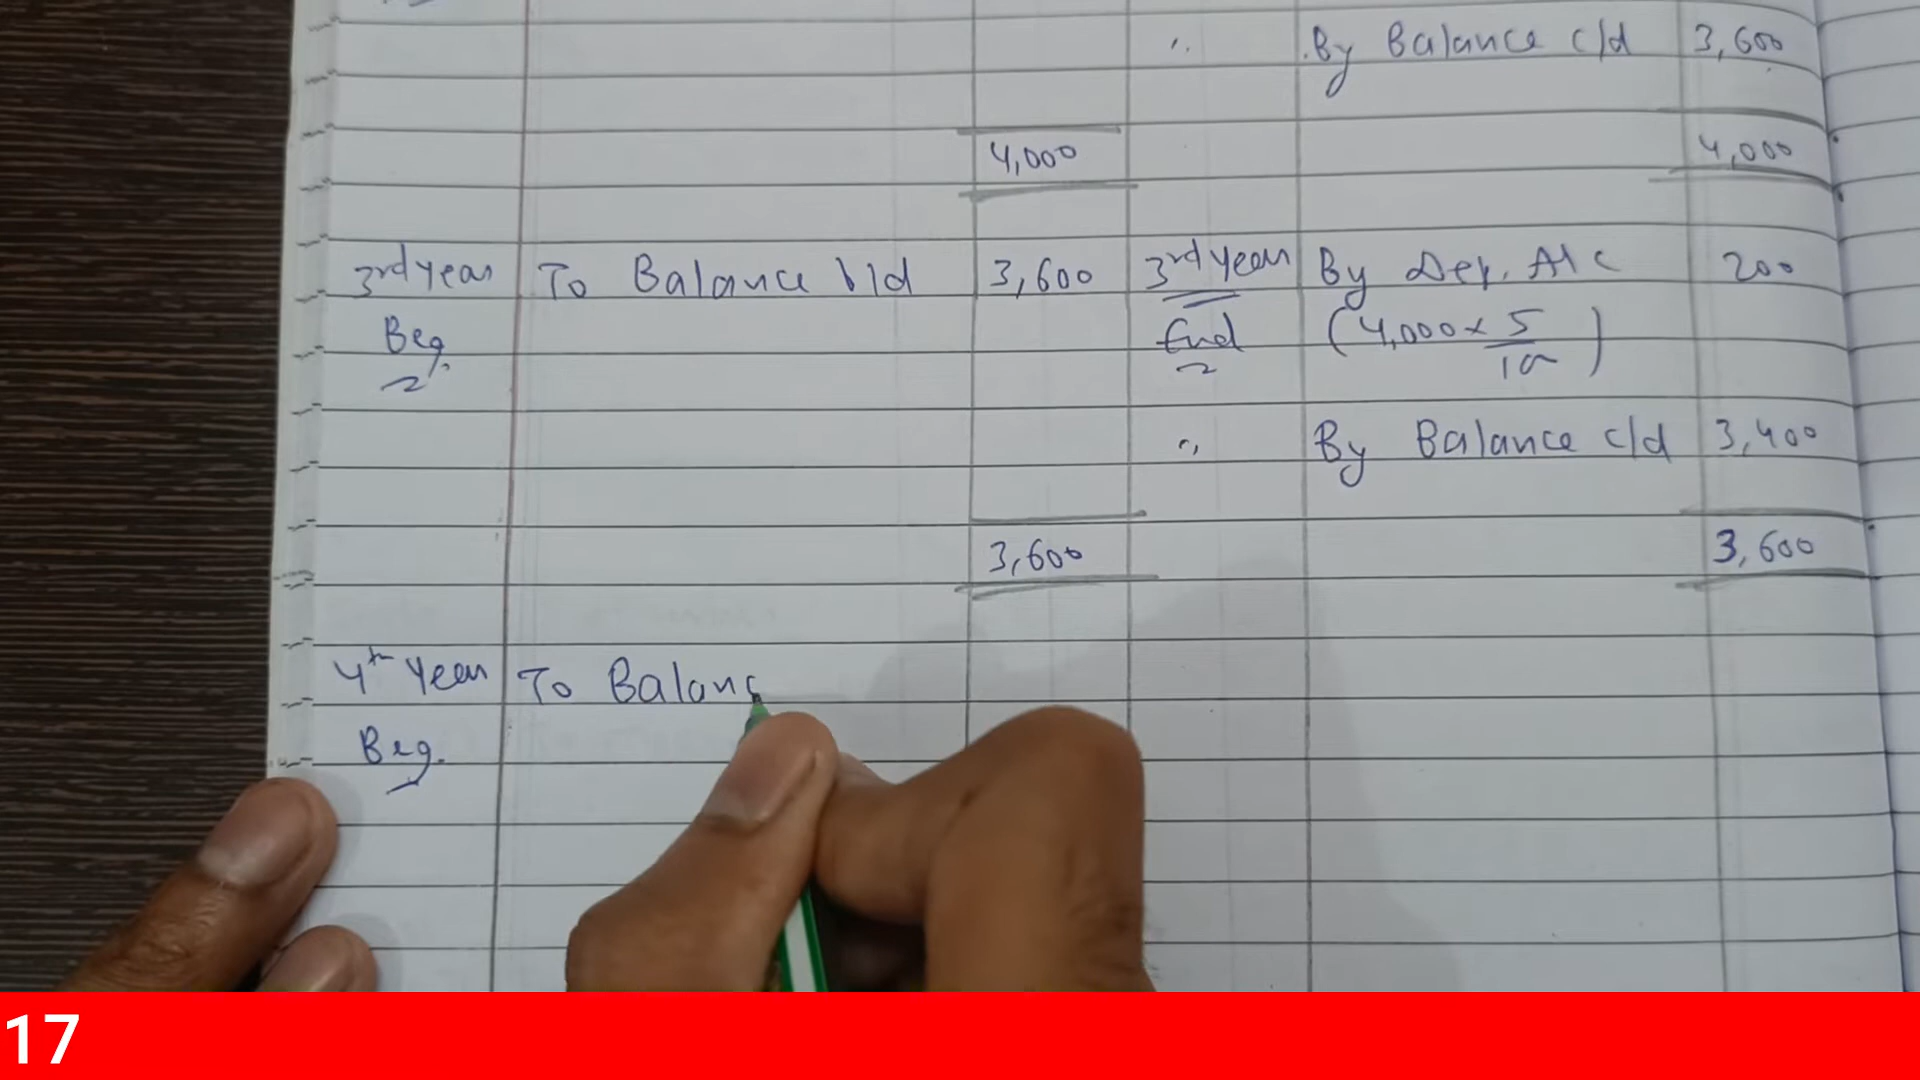 〃 By Balance c/d 3,600
4,000 4,000
3rd year To Balance b/d 3,600 3rd year By Dep. A/c 200
Beg. End (4,000 × 5/100)
〃 By Balance c/d 3,400
3,600 3,600
4th Year To Balanc
Beg.
17